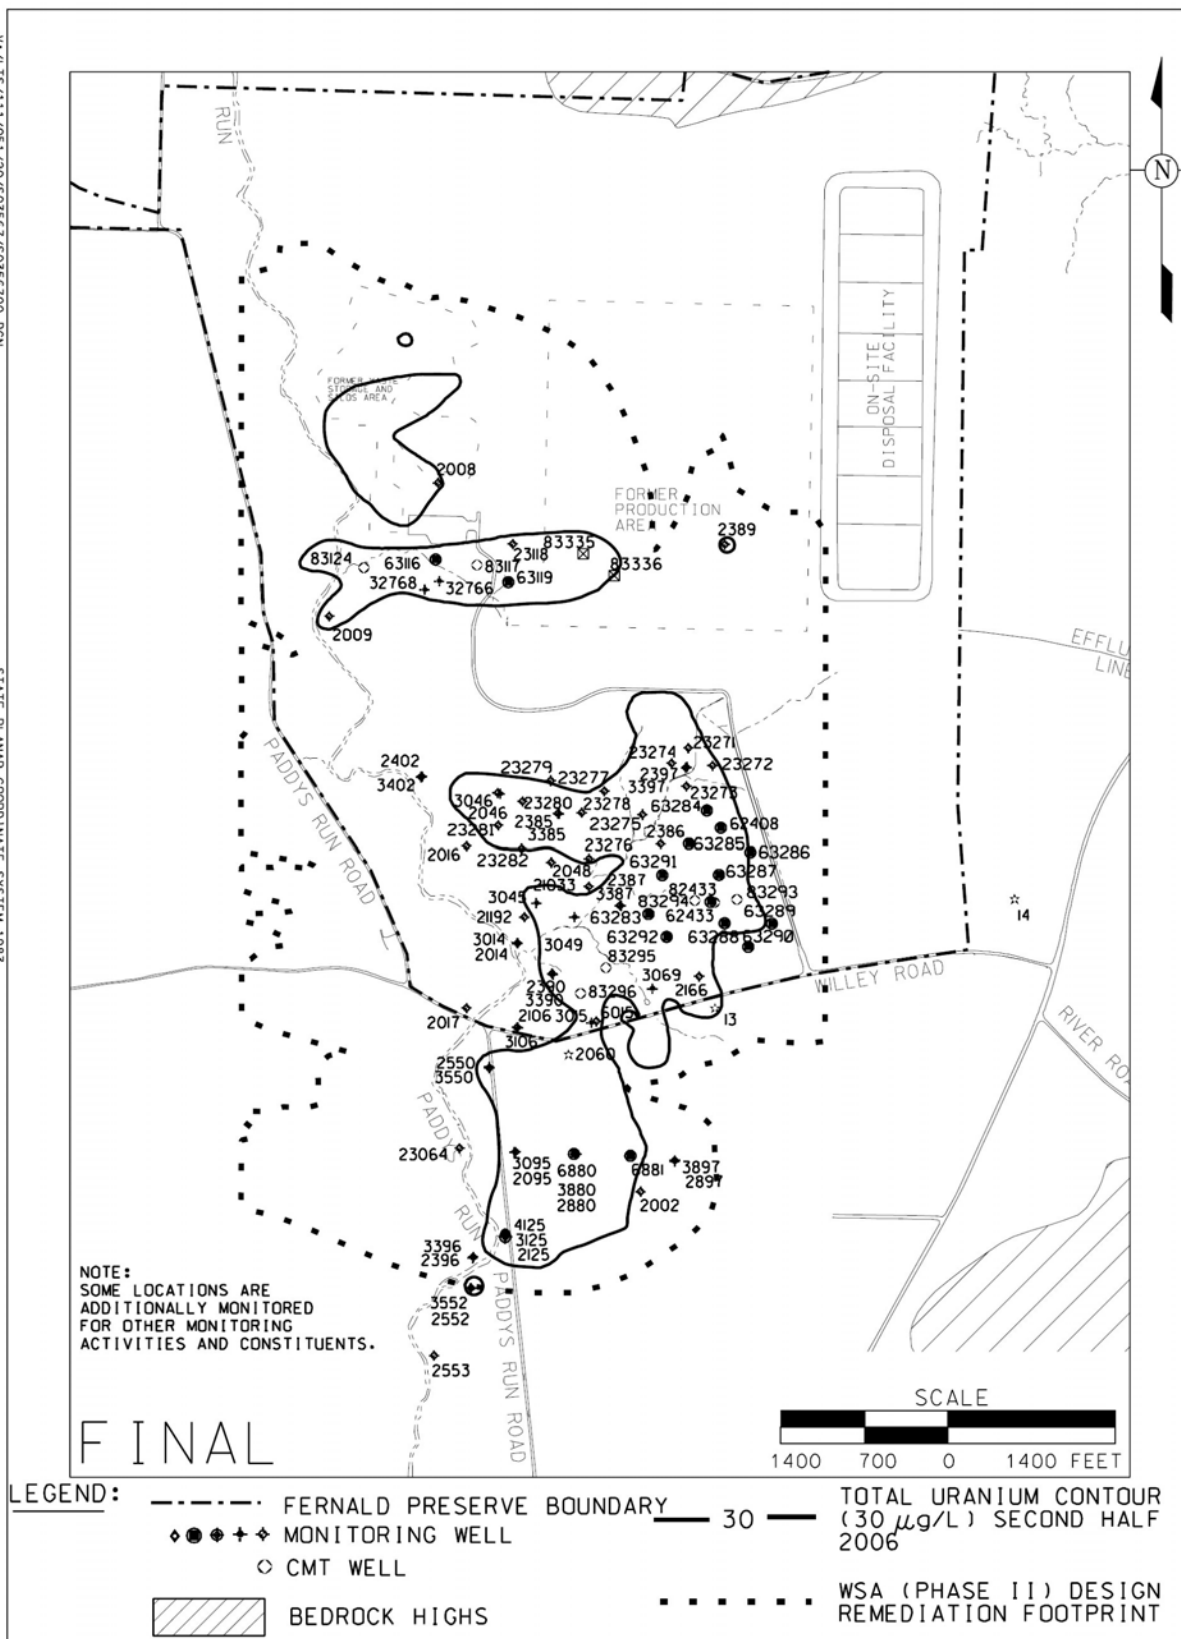 RUN
N
ON-SITE
DISPOSAL FACILITY
FORMER WASTE
STORAGE AND
SILOS AREA
2008
FORMER
PRODUCTION
AREA
2389
83335
23118
83336
83124
63116
83117
63119
32768
32766
2009
EFFLU
LINE
PADDYS RUN ROAD
23271
23274
2397
23272
2402
3402
23279
23277
3397
23273
3046
2046
23280
23278
63284
2385
23275
62408
23281
3385
2386
63285
2016
23282
23276
63291
63286
2048
63287
21033
2387
82433
83293
3045
3387
83294
14
21192
63283
62433
63289
3014
2014
3049
63292
63288
63290
83295
2390
3390
83296
3069
2166
WILLEY ROAD
2017
2106
3015
6015
13
3106
2060
RIVER ROA
2550
3550
PADDY
23064
3095
2095
6880
6881
3897
2897
3880
2880
2002
RUN
4125
3125
2125
3396
2396
NOTE:
SOME LOCATIONS ARE
ADDITIONALLY MONITORED
FOR OTHER MONITORING
ACTIVITIES AND CONSTITUENTS.
3552
2552
PADDYS RUN ROAD
2553
FINAL
SCALE
1400 700 0 1400 FEET
LEGEND:
FERNALD PRESERVE BOUNDARY
MONITORING WELL
CMT WELL
BEDROCK HIGHS
30
TOTAL URANIUM CONTOUR
(30 µg/L) SECOND HALF
2006
WSA (PHASE II) DESIGN
REMEDIATION FOOTPRINT